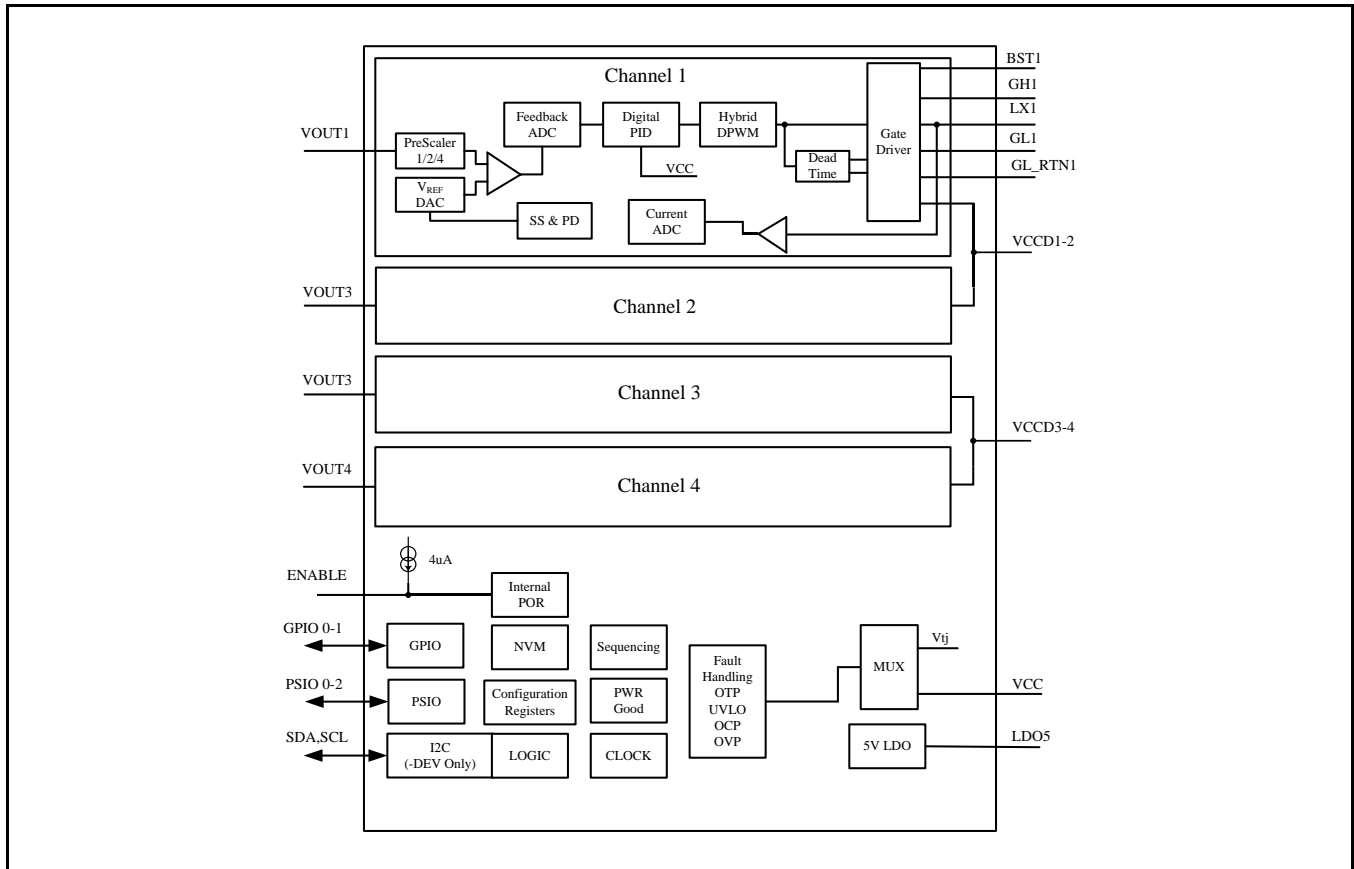 Channel 1
BST1
GH1
LX1
GL1
GL_RTN1
VOUT1
PreScaler
1/2/4
Feedback
ADC
Digital
PID
Hybrid
DPWM
Gate
Driver
Dead
Time
VCC
VREF
DAC
SS & PD
Current
ADC
VCCD1-2
VOUT3
Channel 2
VOUT3
Channel 3
VCCD3-4
VOUT4
Channel 4
4uA
ENABLE
Internal
POR
GPIO 0-1
GPIO
NVM
Sequencing
Fault
Handling
OTP
UVLO
OCP
OVP
MUX
Vtj
VCC
PSIO 0-2
PSIO
Configuration
Registers
PWR
Good
SDA,SCL
I2C
(-DEV Only)
LOGIC
CLOCK
5V LDO
LDO5